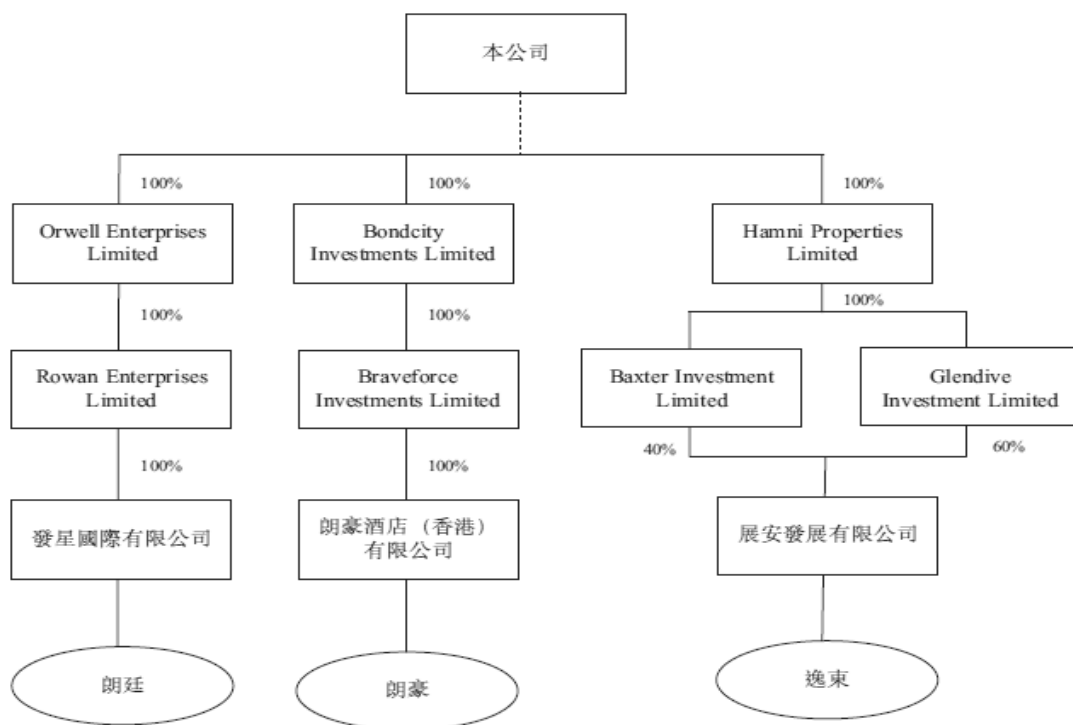 本公司
100%
100%
100%
Orwell Enterprises
Limited
Bondcity
Investments Limited
Hamni Properties
Limited
100%
100%
100%
Rowan Enterprises
Limited
Braveforce
Investments Limited
Baxter Investment
Limited
Glendive
Investment Limited
100%
100%
40%
60%
發星國際有限公司
朗豪酒店（香港）
有限公司
展安發展有限公司
朗廷
朗豪
逸東